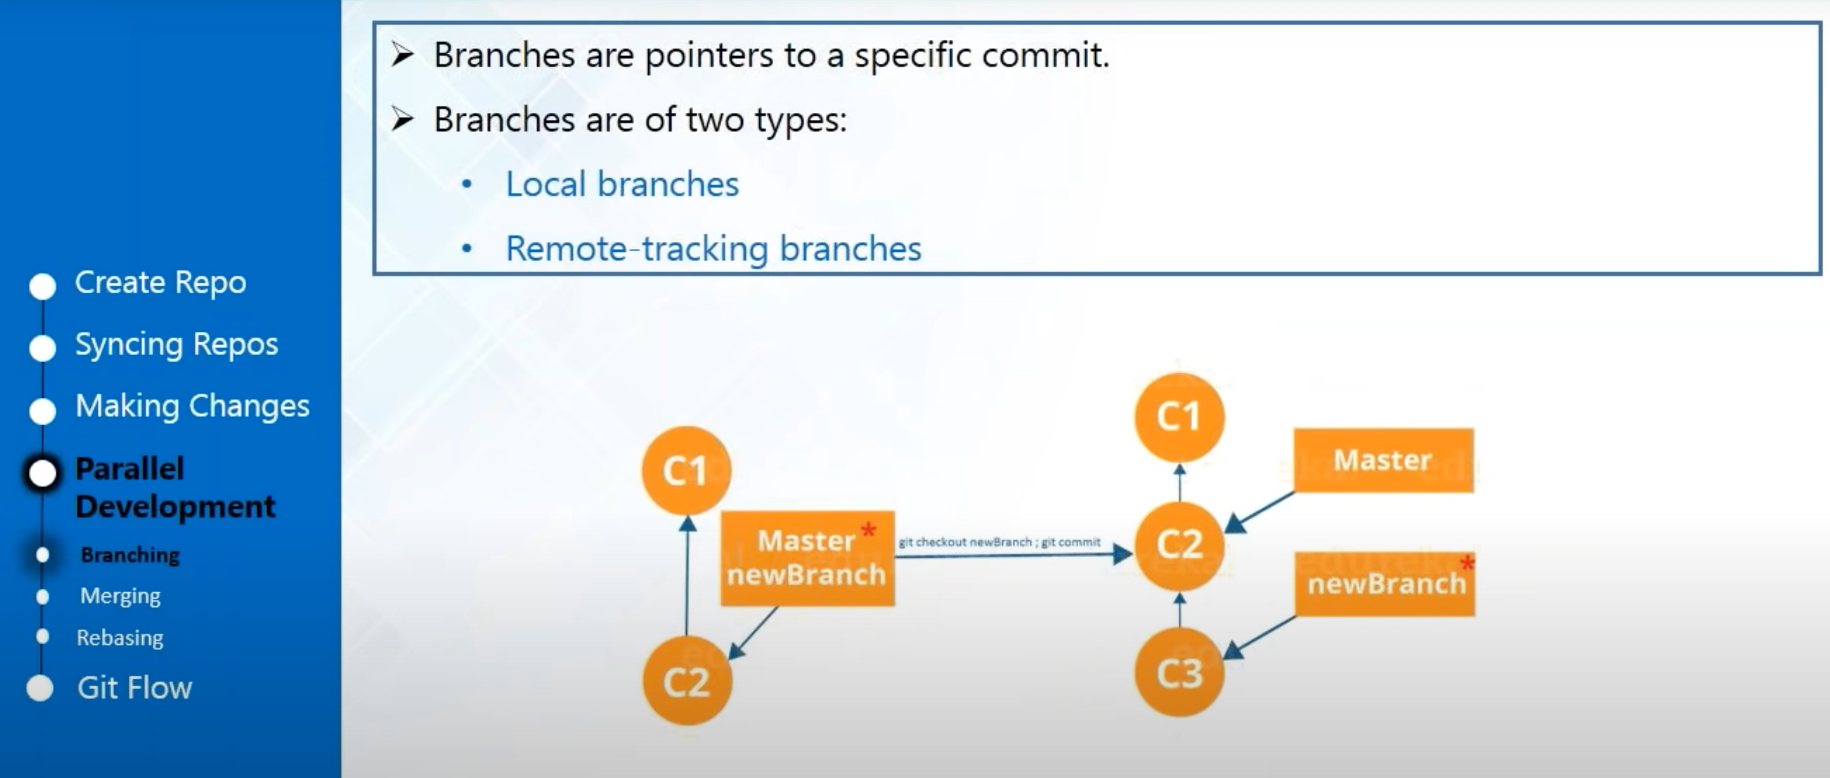 Branches are pointers to a specific commit.
Branches are of two types:
Local branches
Remote-tracking branches
Create Repo
Syncing Repos
Making Changes
Parallel
Development
Branching
Merging
Rebasing
Git Flow
C1
Master *
newBranch
C2
git checkout newBranch ; git commit
C1
Master
C2
newBranch *
C3